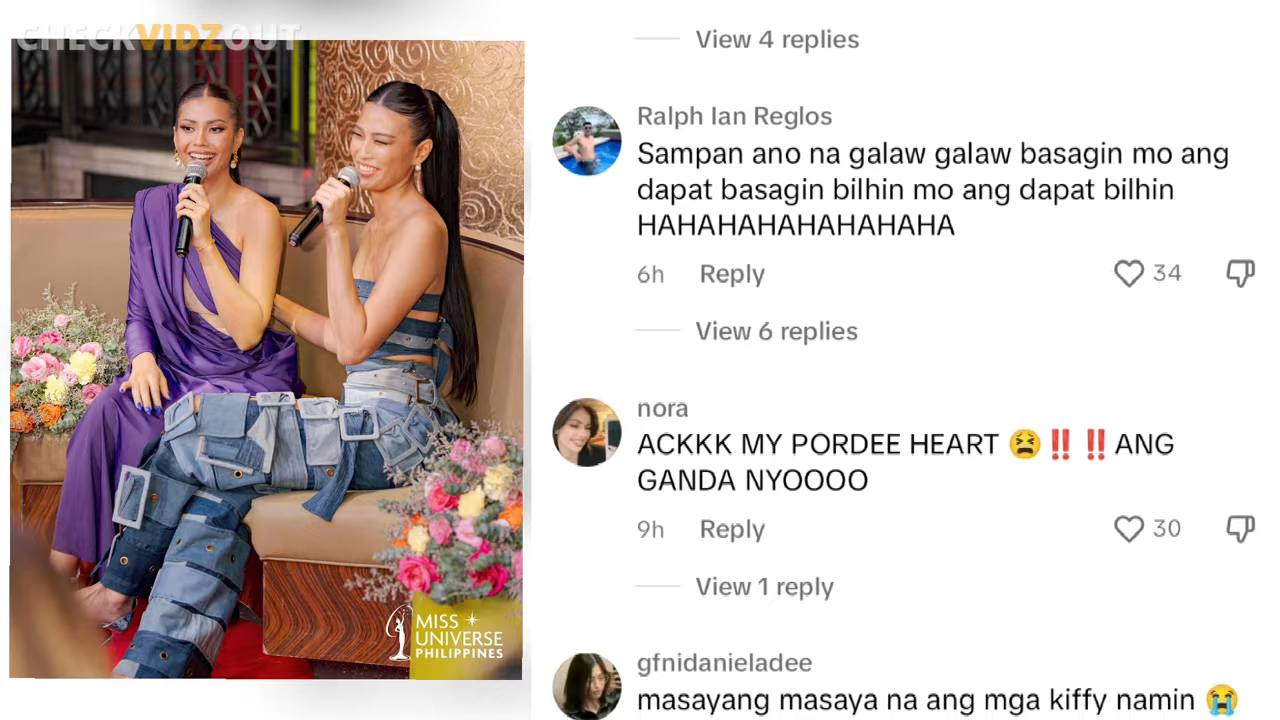 CHECKVIDZOUT
MISS
UNIVERSE
PHILIPPINES
View 4 replies
Ralph Ian Reglos
Sampan ano na galaw galaw basagin mo ang
dapat basagin bilhin mo ang dapat bilhin
HAHAHAHAHAHAHAHA
6h Reply 34
View 6 replies
nora
ACKKK MY PORDEE HEART 😫‼️‼️ANG
GANDA NYOOOO
9h Reply 30
View 1 reply
gfnidanieladee
masayang masaya na ang mga kiffy namin 😭